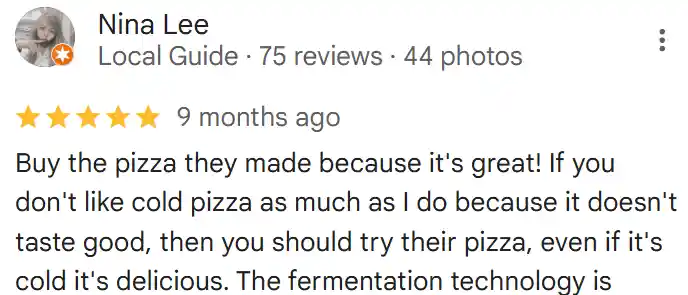 Nina Lee
Local Guide · 75 reviews · 44 photos
9 months ago
Buy the pizza they made because it's great! If you
don't like cold pizza as much as I do because it doesn't
taste good, then you should try their pizza, even if it's
cold it's delicious. The fermentation technology is